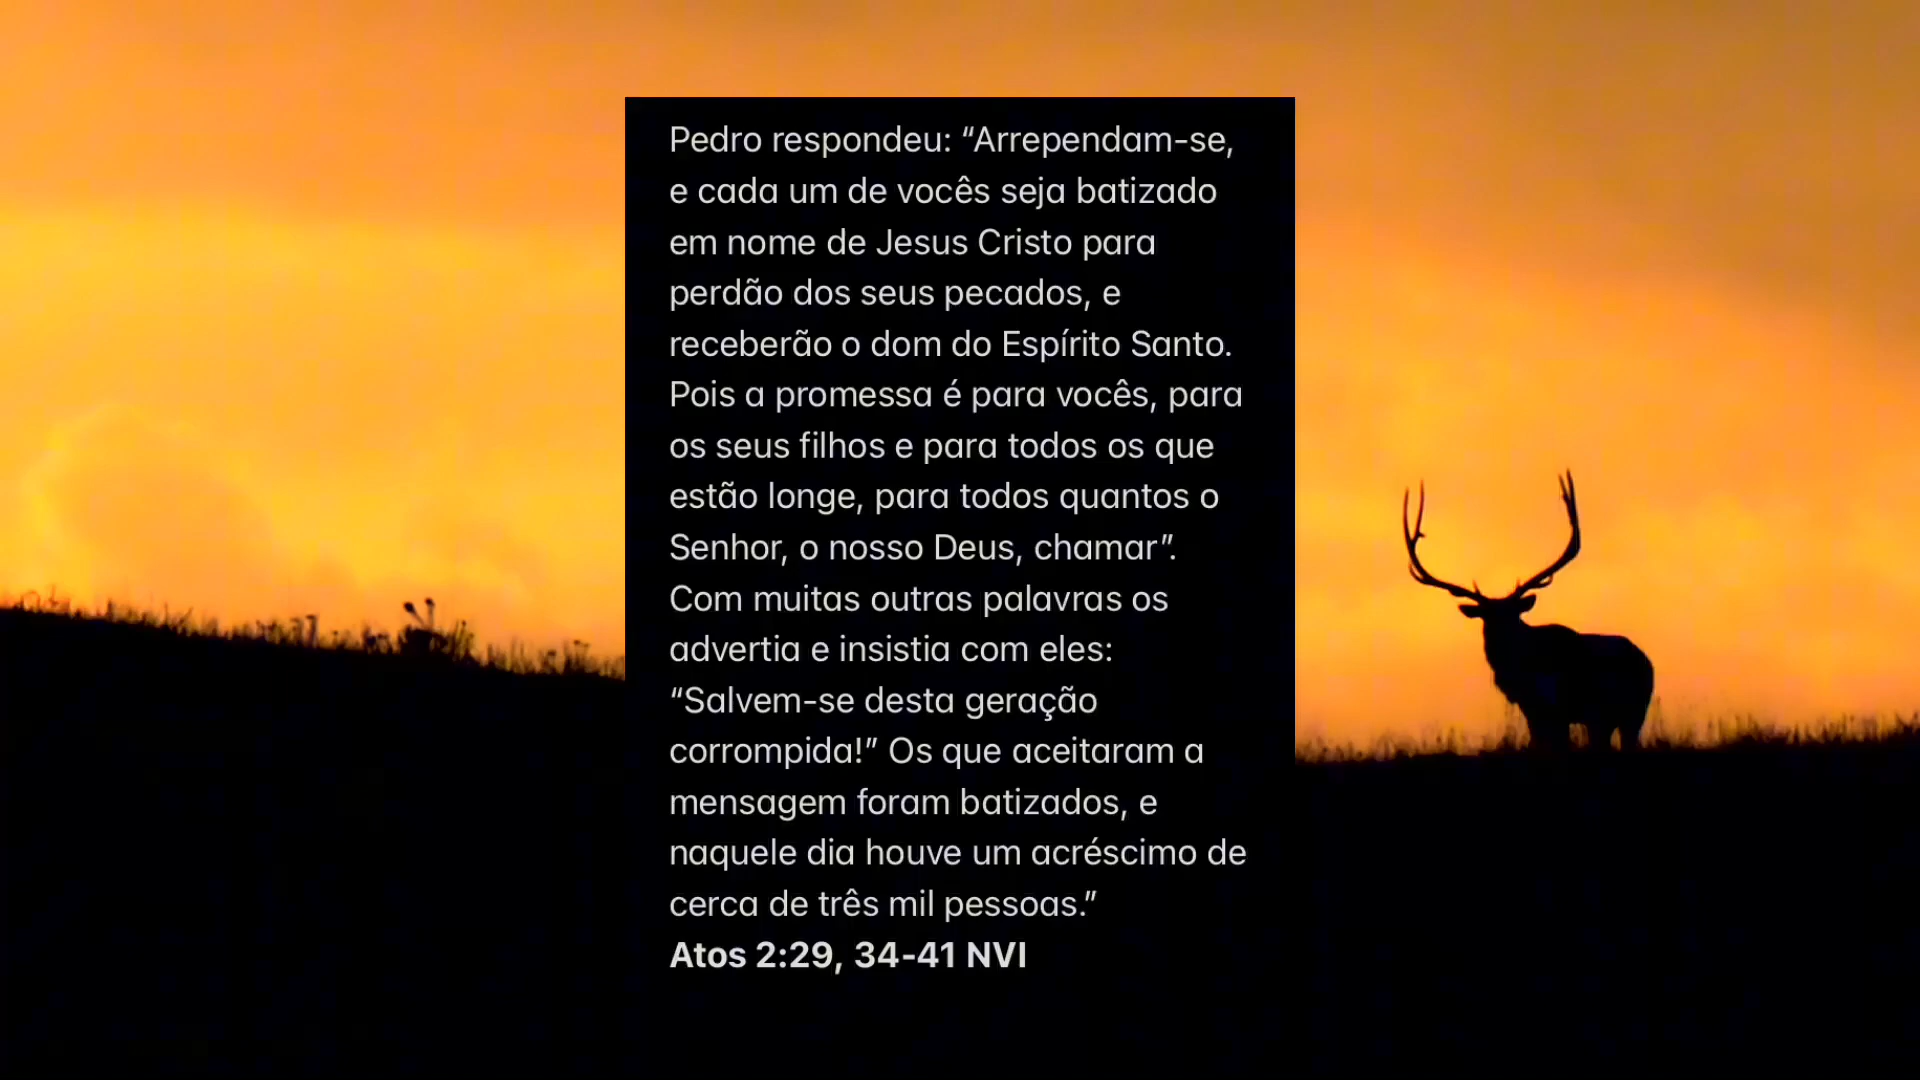 Pedro respondeu: “Arrependam-se,
e cada um de vocês seja batizado
em nome de Jesus Cristo para
perdão dos seus pecados, e
receberão o dom do Espírito Santo.
Pois a promessa é para vocês, para
os seus filhos e para todos os que
estão longe, para todos quantos o
Senhor, o nosso Deus, chamar”.
Com muitas outras palavras os
advertia e insistia com eles:
“Salvem-se desta geração
corrompida!” Os que aceitaram a
mensagem foram batizados, e
naquele dia houve um acréscimo de
cerca de três mil pessoas.”
Atos 2:29, 34-41 NVI